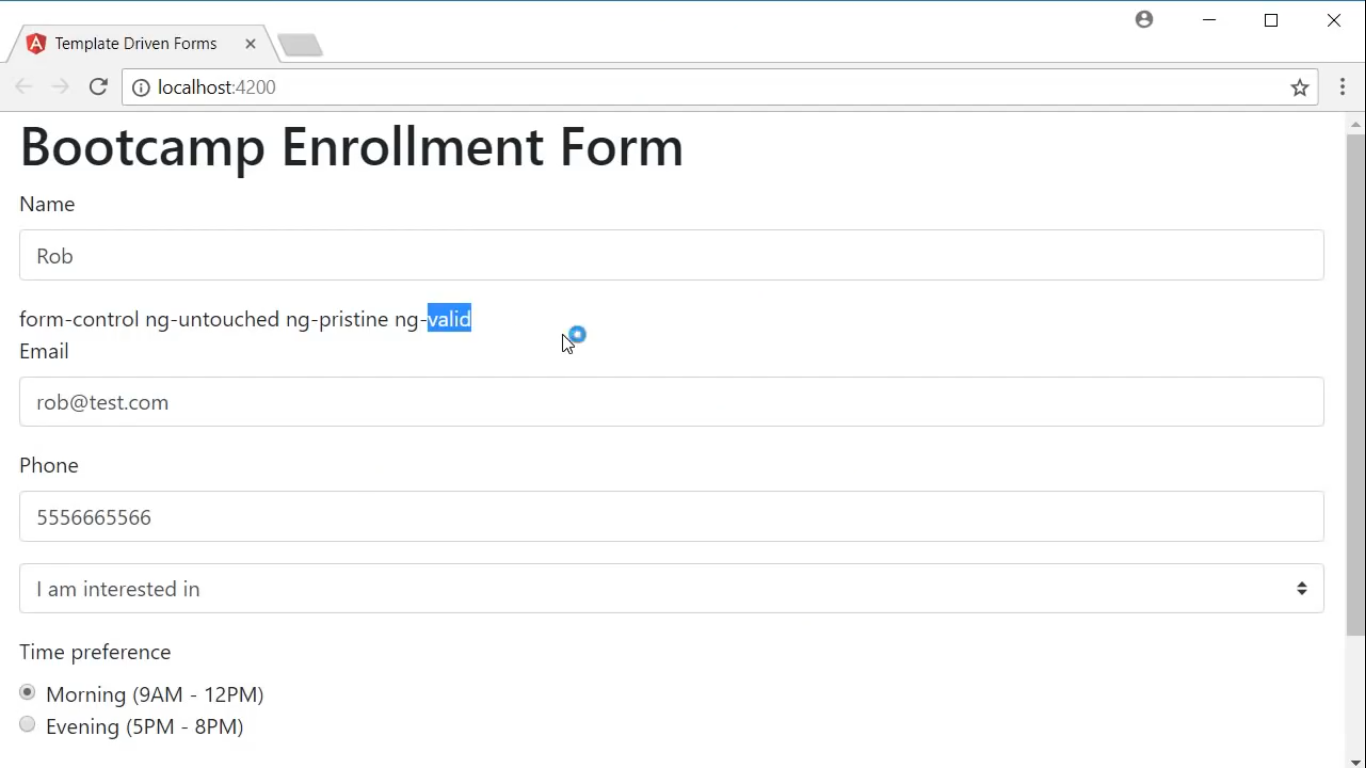 Template Driven Forms
localhost:4200
Bootcamp Enrollment Form
Name
Rob
form-control ng-untouched ng-pristine ng-valid
Email
rob@test.com
Phone
5556665566
I am interested in
Time preference
Morning (9AM - 12PM)
Evening (5PM - 8PM)